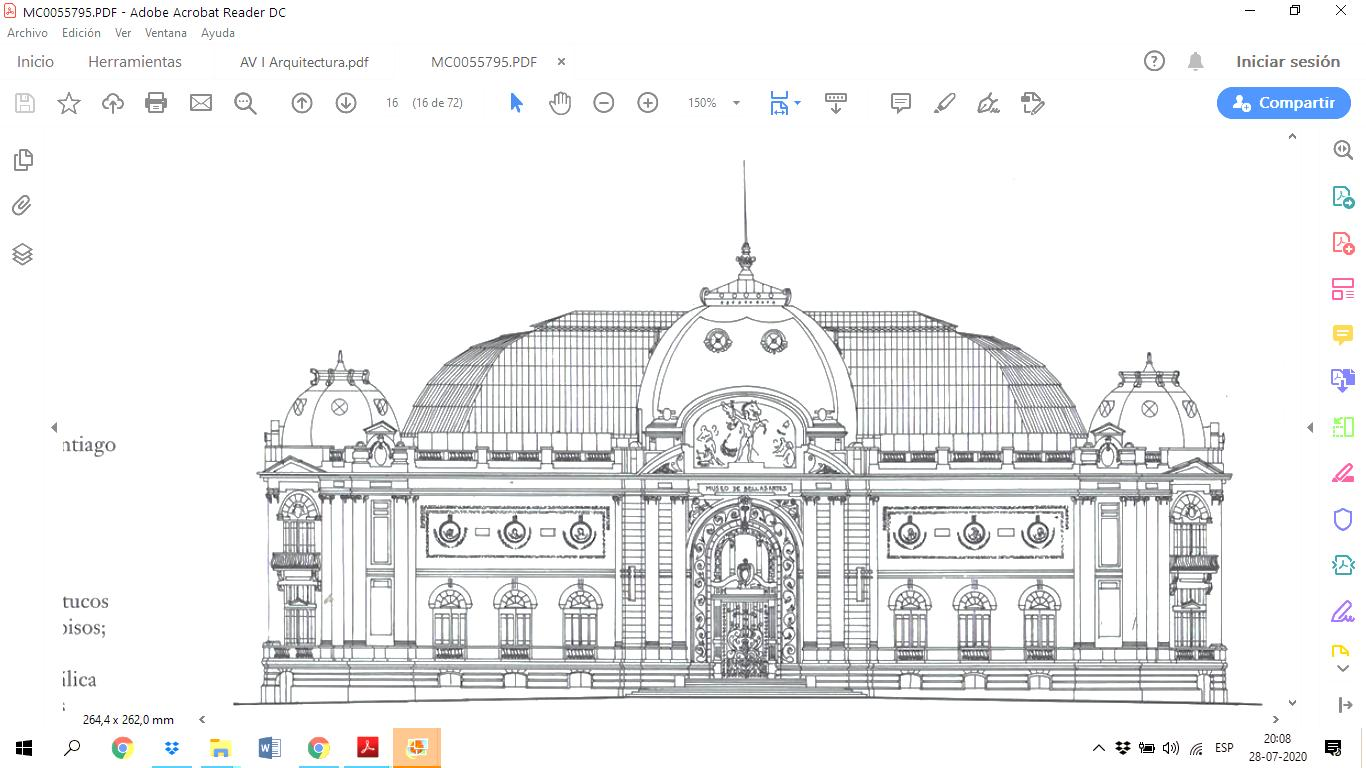 MC0055795.PDF - Adobe Acrobat Reader DC
Archivo Edición Ver Ventana Ayuda
Inicio Herramientas AV I Arquitectura.pdf MC0055795.PDF × Iniciar sesión
16 (16 de 72) 150% Compartir
ntiago
MUSEO DE BELLAS ARTES
tucos
pisos;
ílica
s
264,4 x 262,0 mm
ESP
20:08
28-07-2020